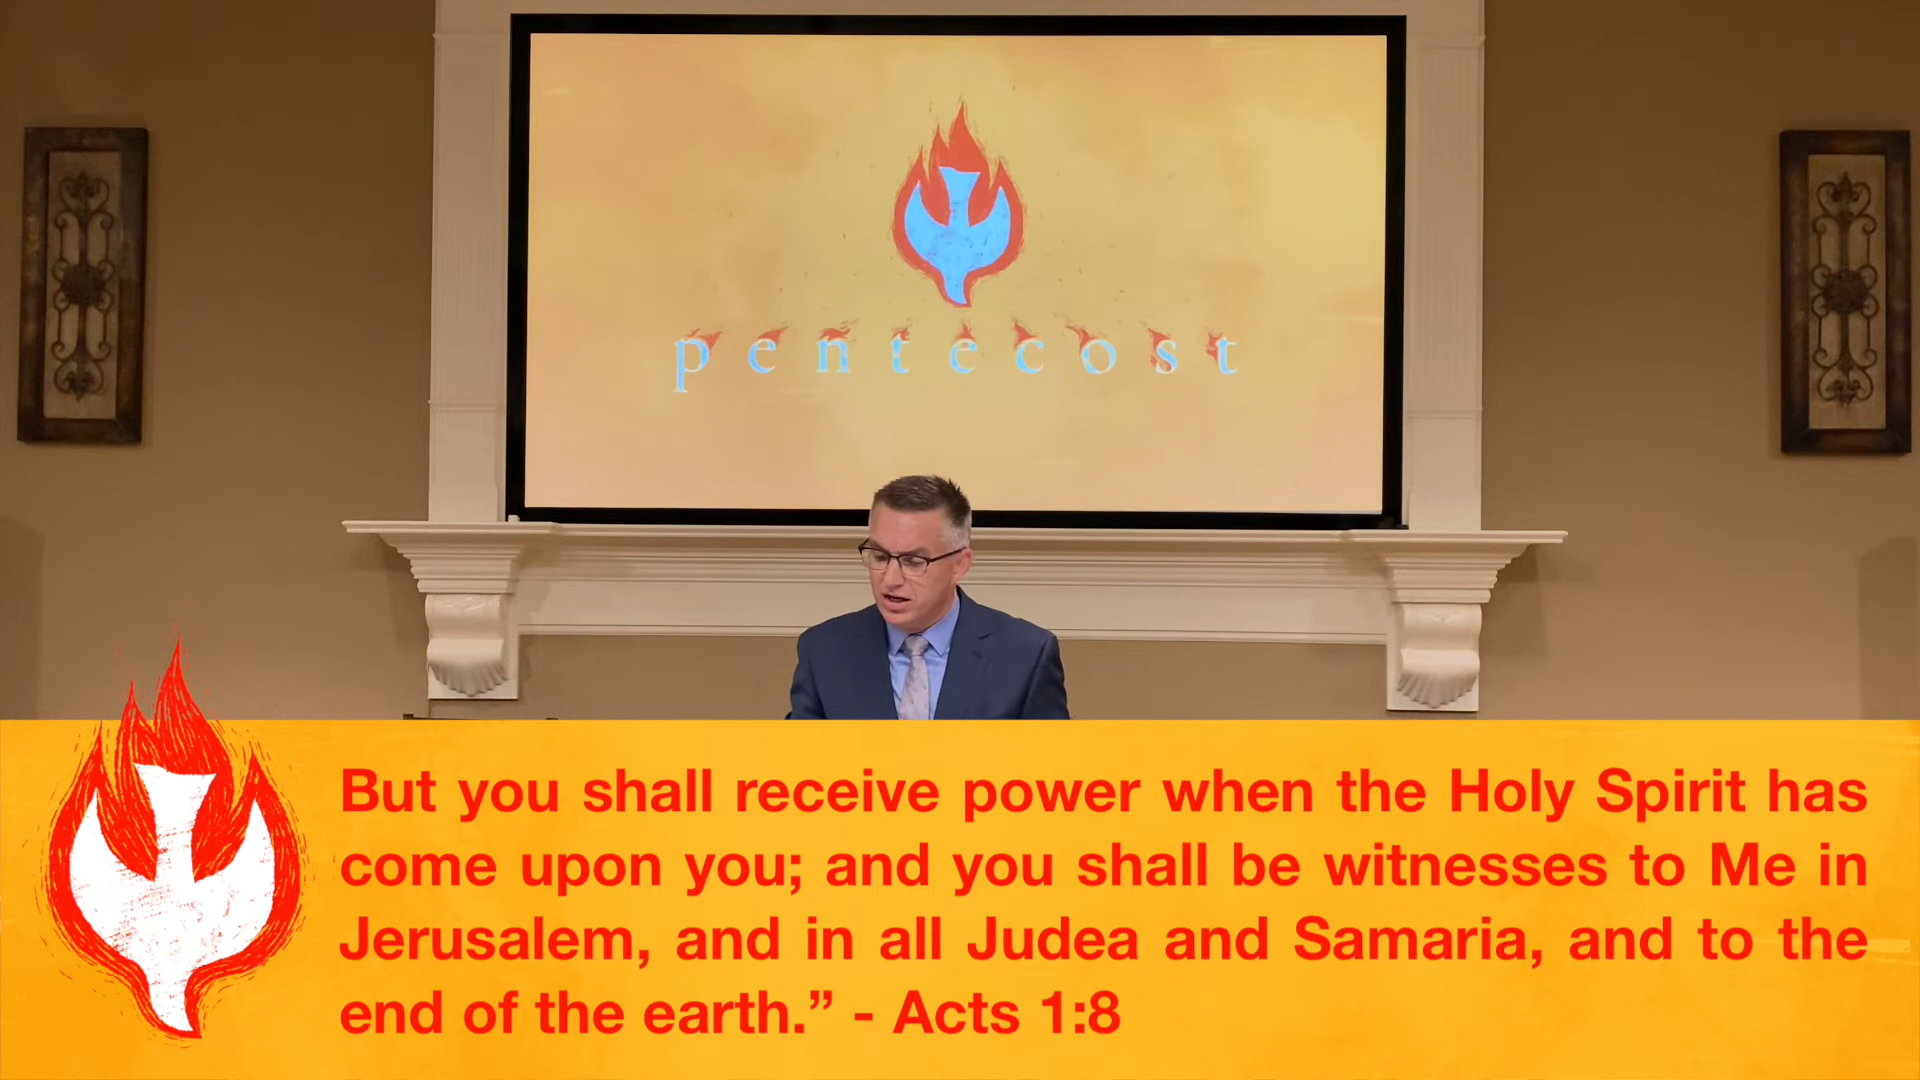 pentecost
But you shall receive power when the Holy Spirit has
come upon you; and you shall be witnesses to Me in
Jerusalem, and in all Judea and Samaria, and to the
end of the earth.” - Acts 1:8